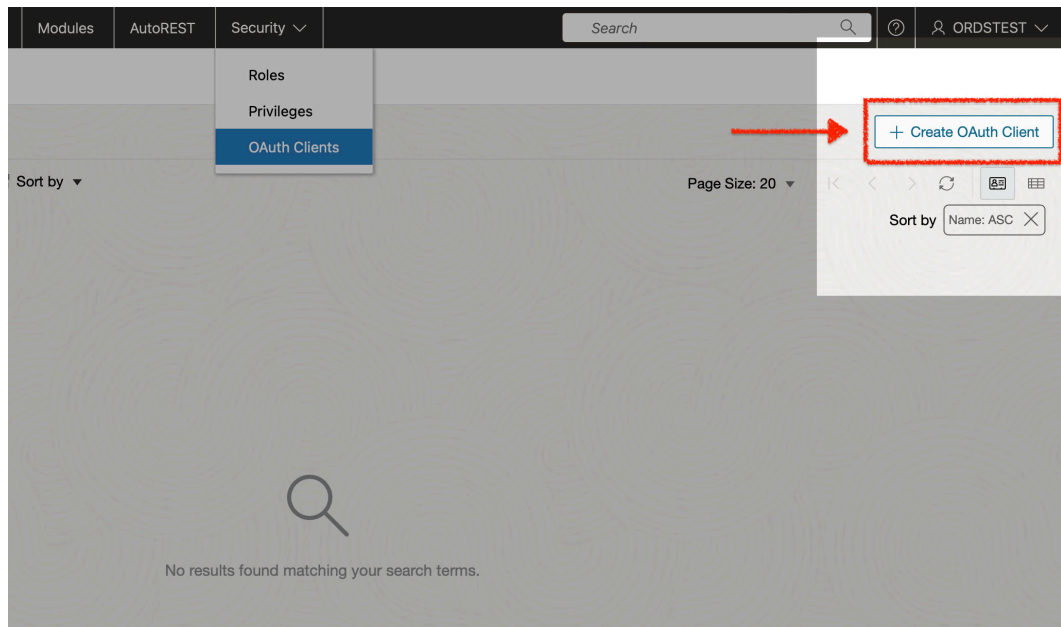 Modules AutoREST Security Search ORDSTEST
Roles
Privileges
OAuth Clients
+ Create OAuth Client
Sort by Page Size: 20
Sort by Name: ASC
No results found matching your search terms.